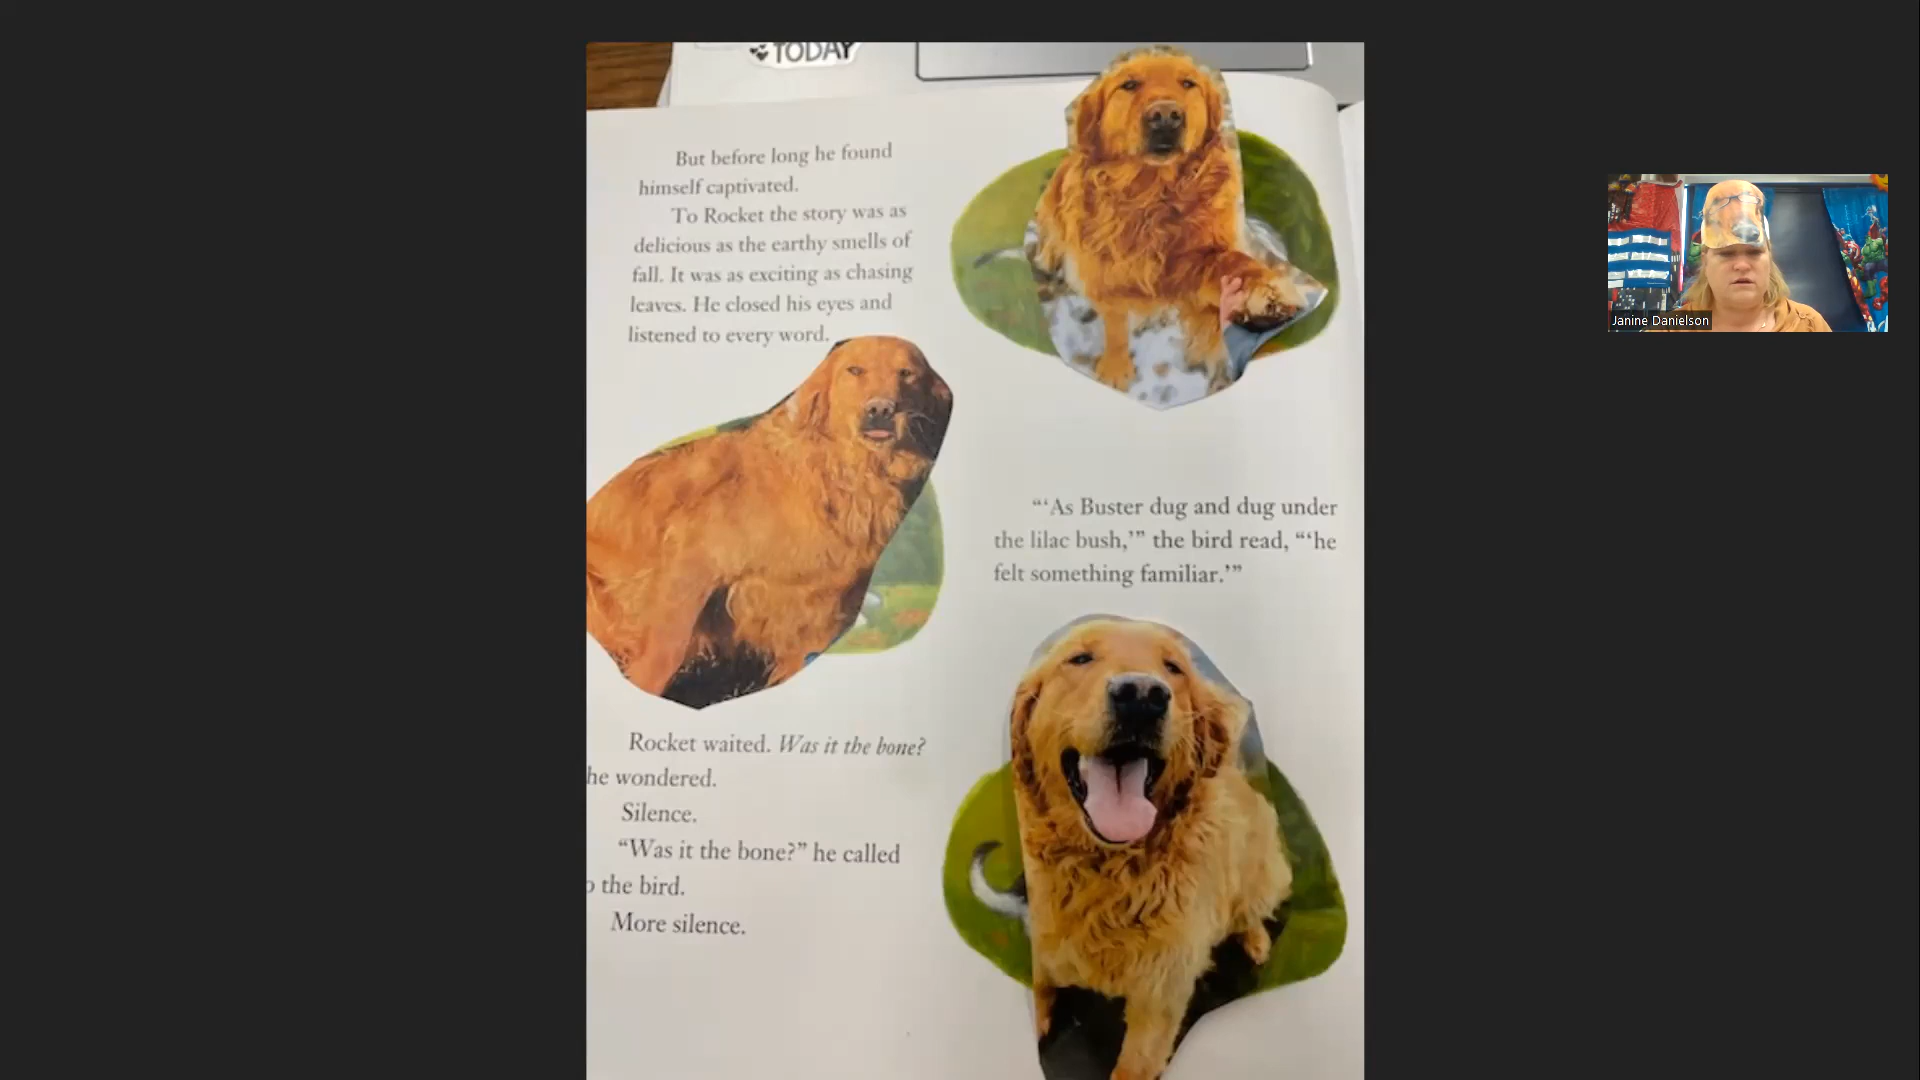 TODAY
But before long he found
himself captivated.
To Rocket the story was as
delicious as the earthy smells of
fall. It was as exciting as chasing
leaves. He closed his eyes and
listened to every word.
"'As Buster dug and dug under
the lilac bush,'" the bird read, "'he
felt something familiar.'"
Rocket waited. Was it the bone?
he wondered.
Silence.
"Was it the bone?" he called
o the bird.
More silence.
Janine Danielson